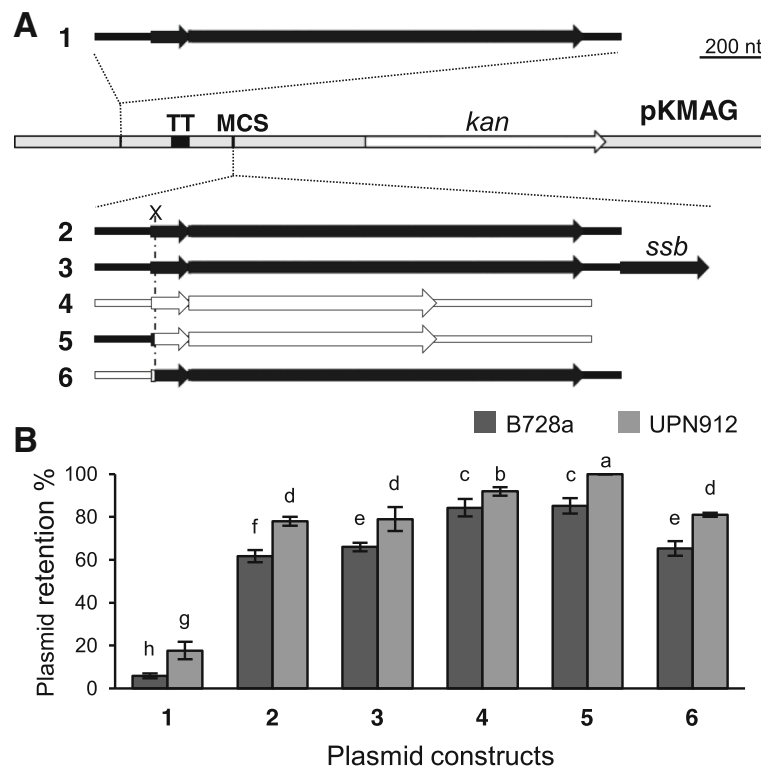 A
1
200 nt
TT MCS kan pKMAG
X
2
3 ssb
4
5
6
B728a UPN912
B
Plasmid retention %
100
80
60
40
20
0
h g f d e d c b c a e d
1 2 3 4 5 6
Plasmid constructs